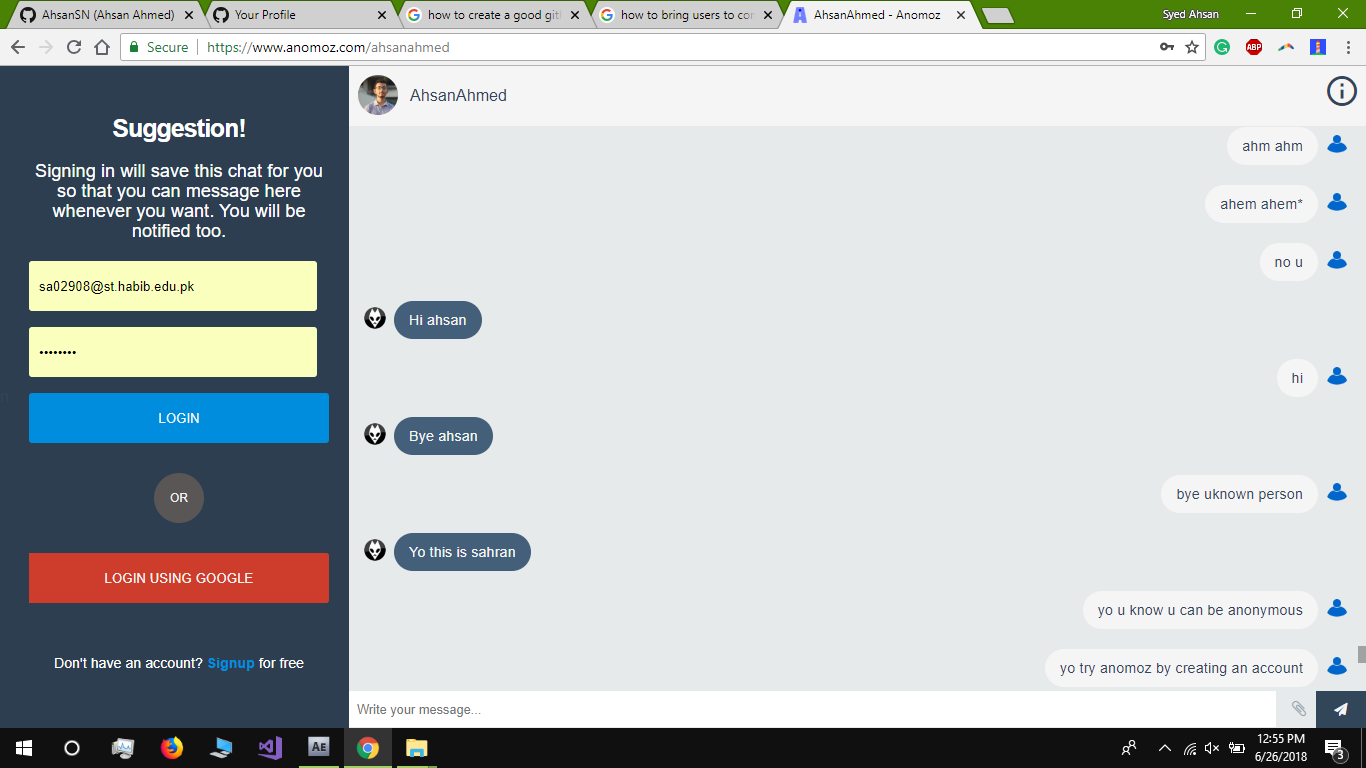 AhsanSN (Ahsan Ahmed)
Your Profile
how to create a good gith
how to bring users to con
AhsanAhmed - Anomoz
Syed Ahsan
Secure
https://www.anomoz.com/ahsanahmed
ABP
Suggestion!
Signing in will save this chat for you
so that you can message here
whenever you want. You will be
notified too.
sa02908@st.habib.edu.pk
••••••••
LOGIN
OR
LOGIN USING GOOGLE
Don't have an account? Signup for free
AhsanAhmed
ahm ahm
ahem ahem*
no u
Hi ahsan
hi
Bye ahsan
bye uknown person
Yo this is sahran
yo u know u can be anonymous
yo try anomoz by creating an account
Write your message...
AE
12:55 PM
6/26/2018
3